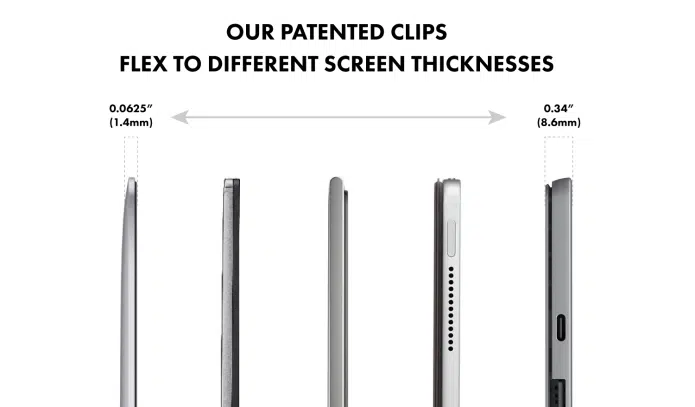 OUR PATENTED CLIPS
FLEX TO DIFFERENT SCREEN THICKNESSES
0.0625”
(1.4mm)
0.34”
(8.6mm)